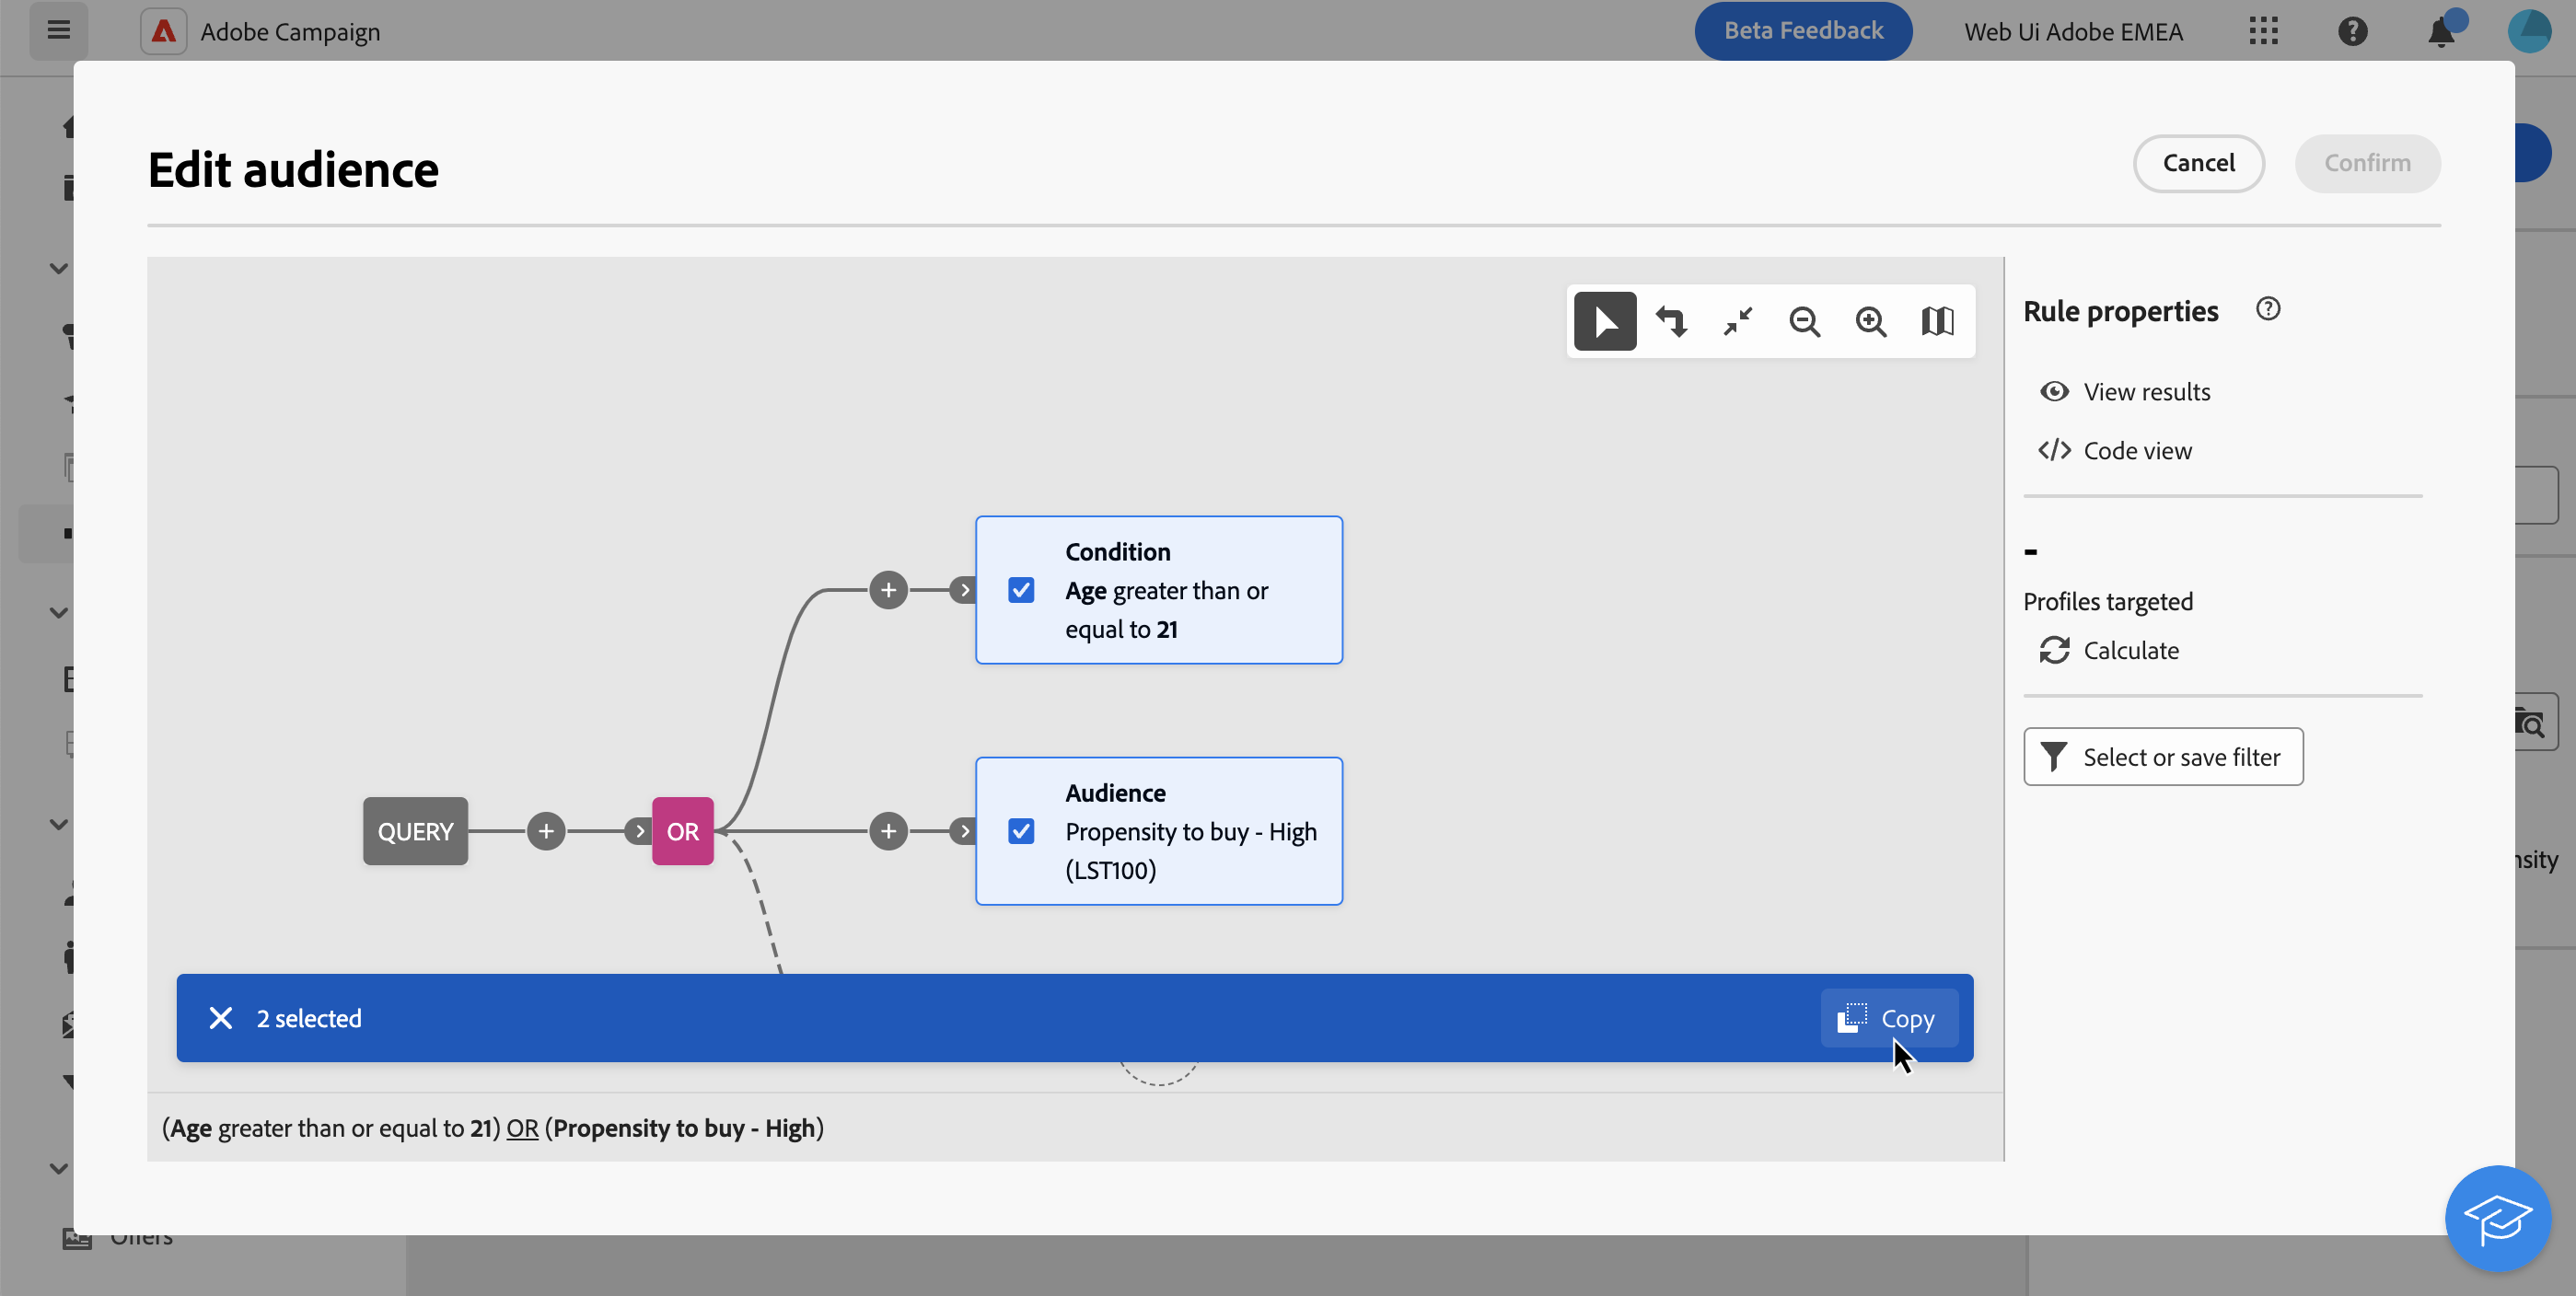 Adobe Campaign
Beta Feedback
Web Ui Adobe EMEA
Edit audience
Cancel
Confirm
Rule properties
View results
Code view
-
Profiles targeted
Calculate
Select or save filter
Condition
Age greater than or
equal to 21
QUERY
OR
Audience
Propensity to buy - High
(LST100)
2 selected
Copy
(Age greater than or equal to 21) OR (Propensity to buy - High)
Offers